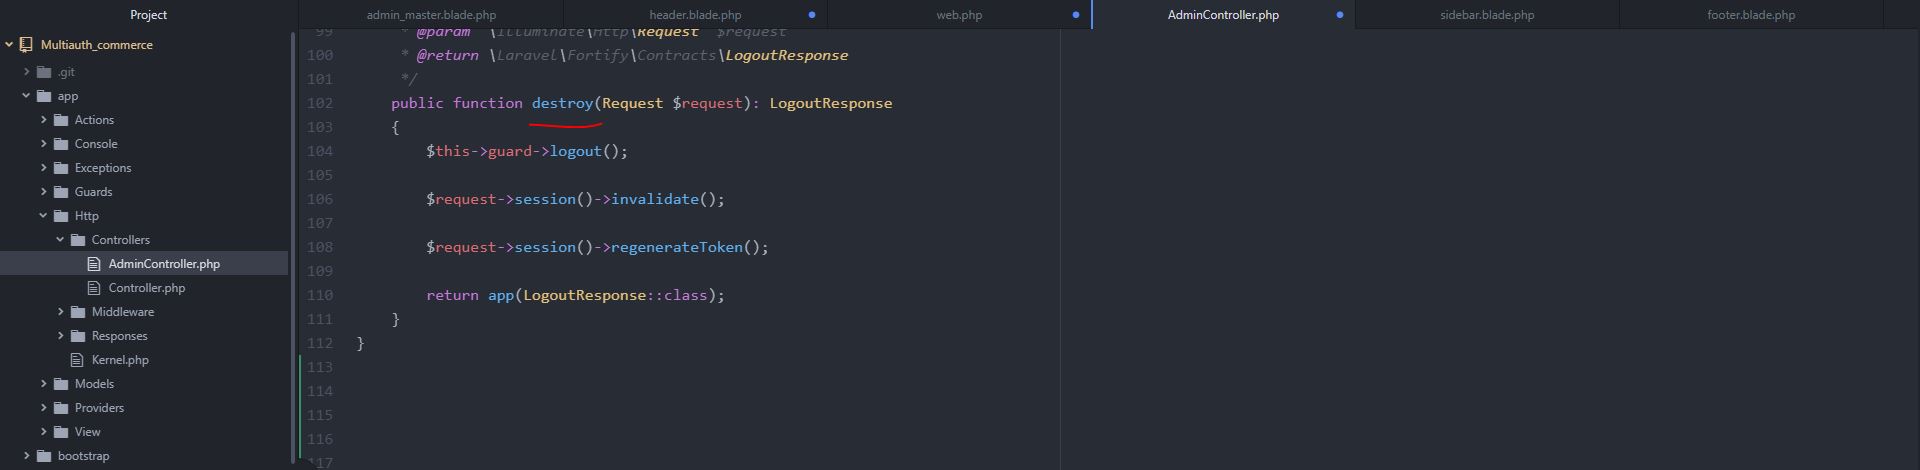 Project
admin_master.blade.php
header.blade.php
web.php
AdminController.php
sidebar.blade.php
footer.blade.php
Multiauth_commerce
.git
app
Actions
Console
Exceptions
Guards
Http
Controllers
AdminController.php
Controller.php
Middleware
Responses
Kernel.php
Models
Providers
View
bootstrap
99 * @param \Illuminate\Http\Request $request
100 * @return \Laravel\Fortify\Contracts\LogoutResponse
101 */
102 public function destroy(Request $request): LogoutResponse
103 {
104 $this->guard->logout();
105
106 $request->session()->invalidate();
107
108 $request->session()->regenerateToken();
109
110 return app(LogoutResponse::class);
111 }
112 }
113
114
115
116
117